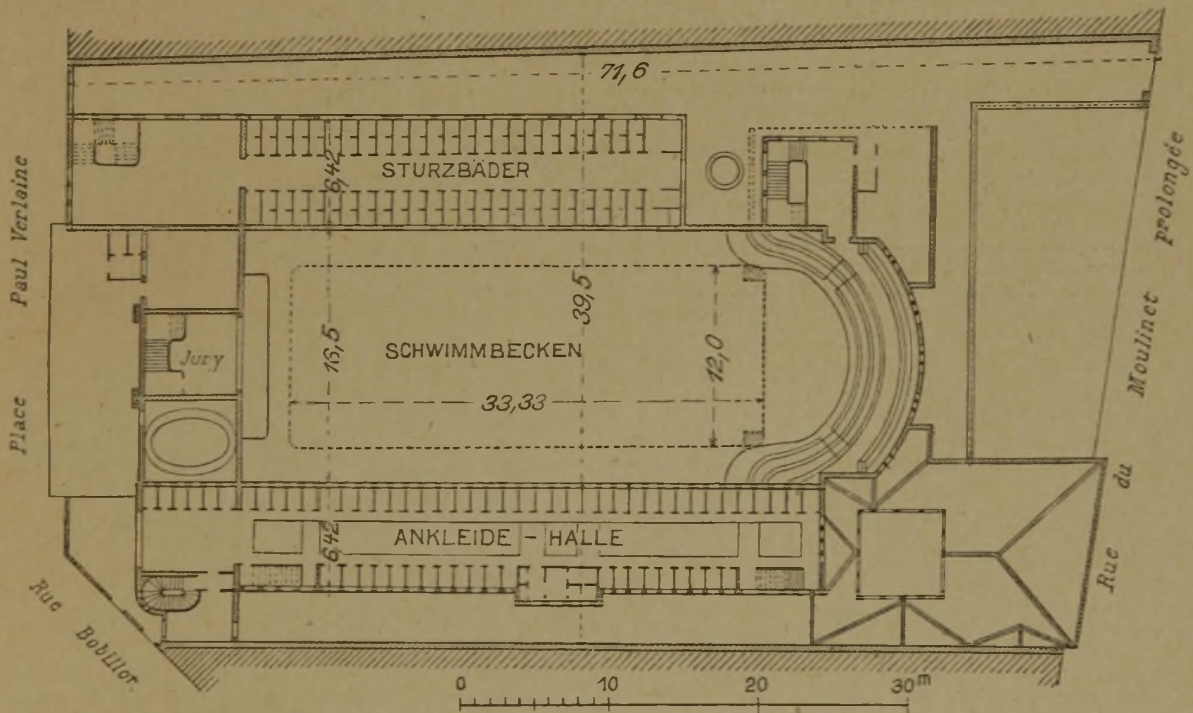 71,6
STURZBÄDER
6,42
Place Paul Verlaine
Jury
SCHWIMMBECKEN
16,5
39,5
12,0
33,33
ANKLEIDE - HALLE
6,42
Rue Bobillot.
Rue du Moulinet prolongée
0 10 20 30 m